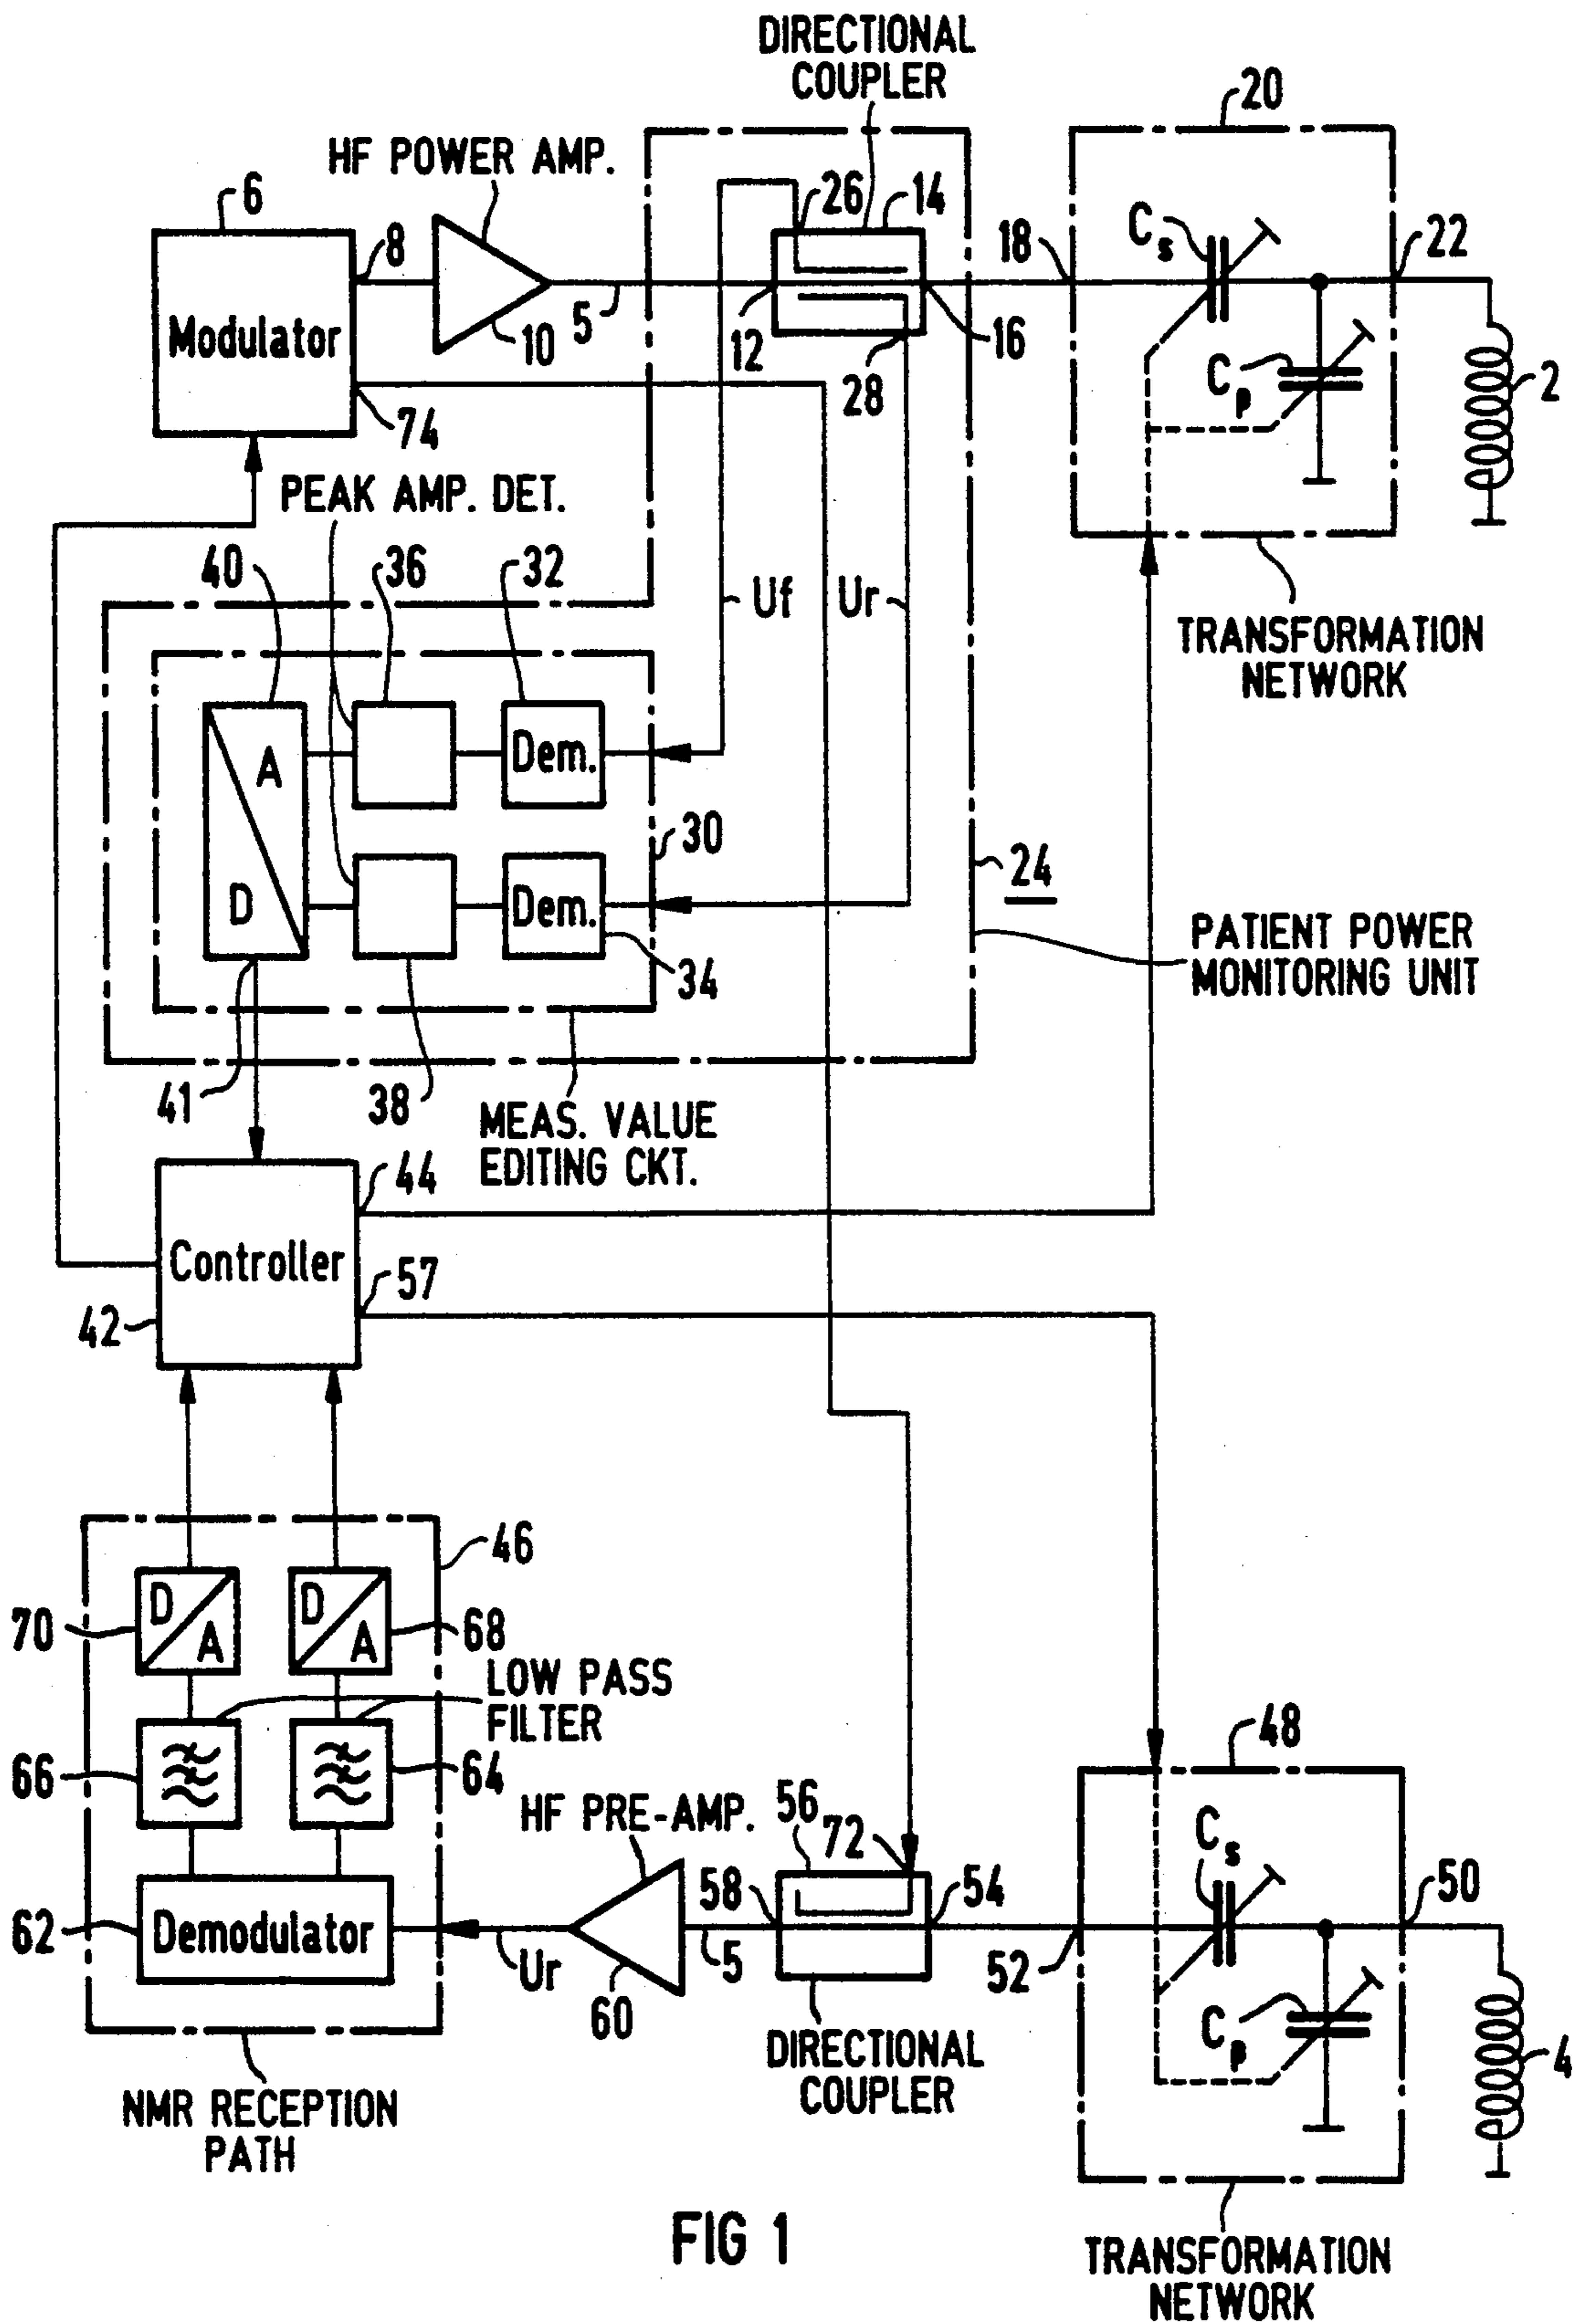 DIRECTIONAL
COUPLER
20
HF POWER AMP.
6
8
26
14
18
Cs
22
Modulator
10
5
12
28
16
Cp
2
74
PEAK AMP. DET.
40
36
32
Uf
Ur
TRANSFORMATION
NETWORK
A
D
Dem.
30
Dem.
24
34
PATIENT POWER
MONITORING UNIT
41
38
MEAS. VALUE
EDITING CKT.
44
Controller
57
42
46
D
A
D
A
70
68
LOW PASS
FILTER
66
64
48
HF PRE-AMP.
56
72
Cs
58
54
50
62
Demodulator
Ur
5
60
52
Cp
4
DIRECTIONAL
COUPLER
NMR RECEPTION
PATH
FIG 1
TRANSFORMATION
NETWORK